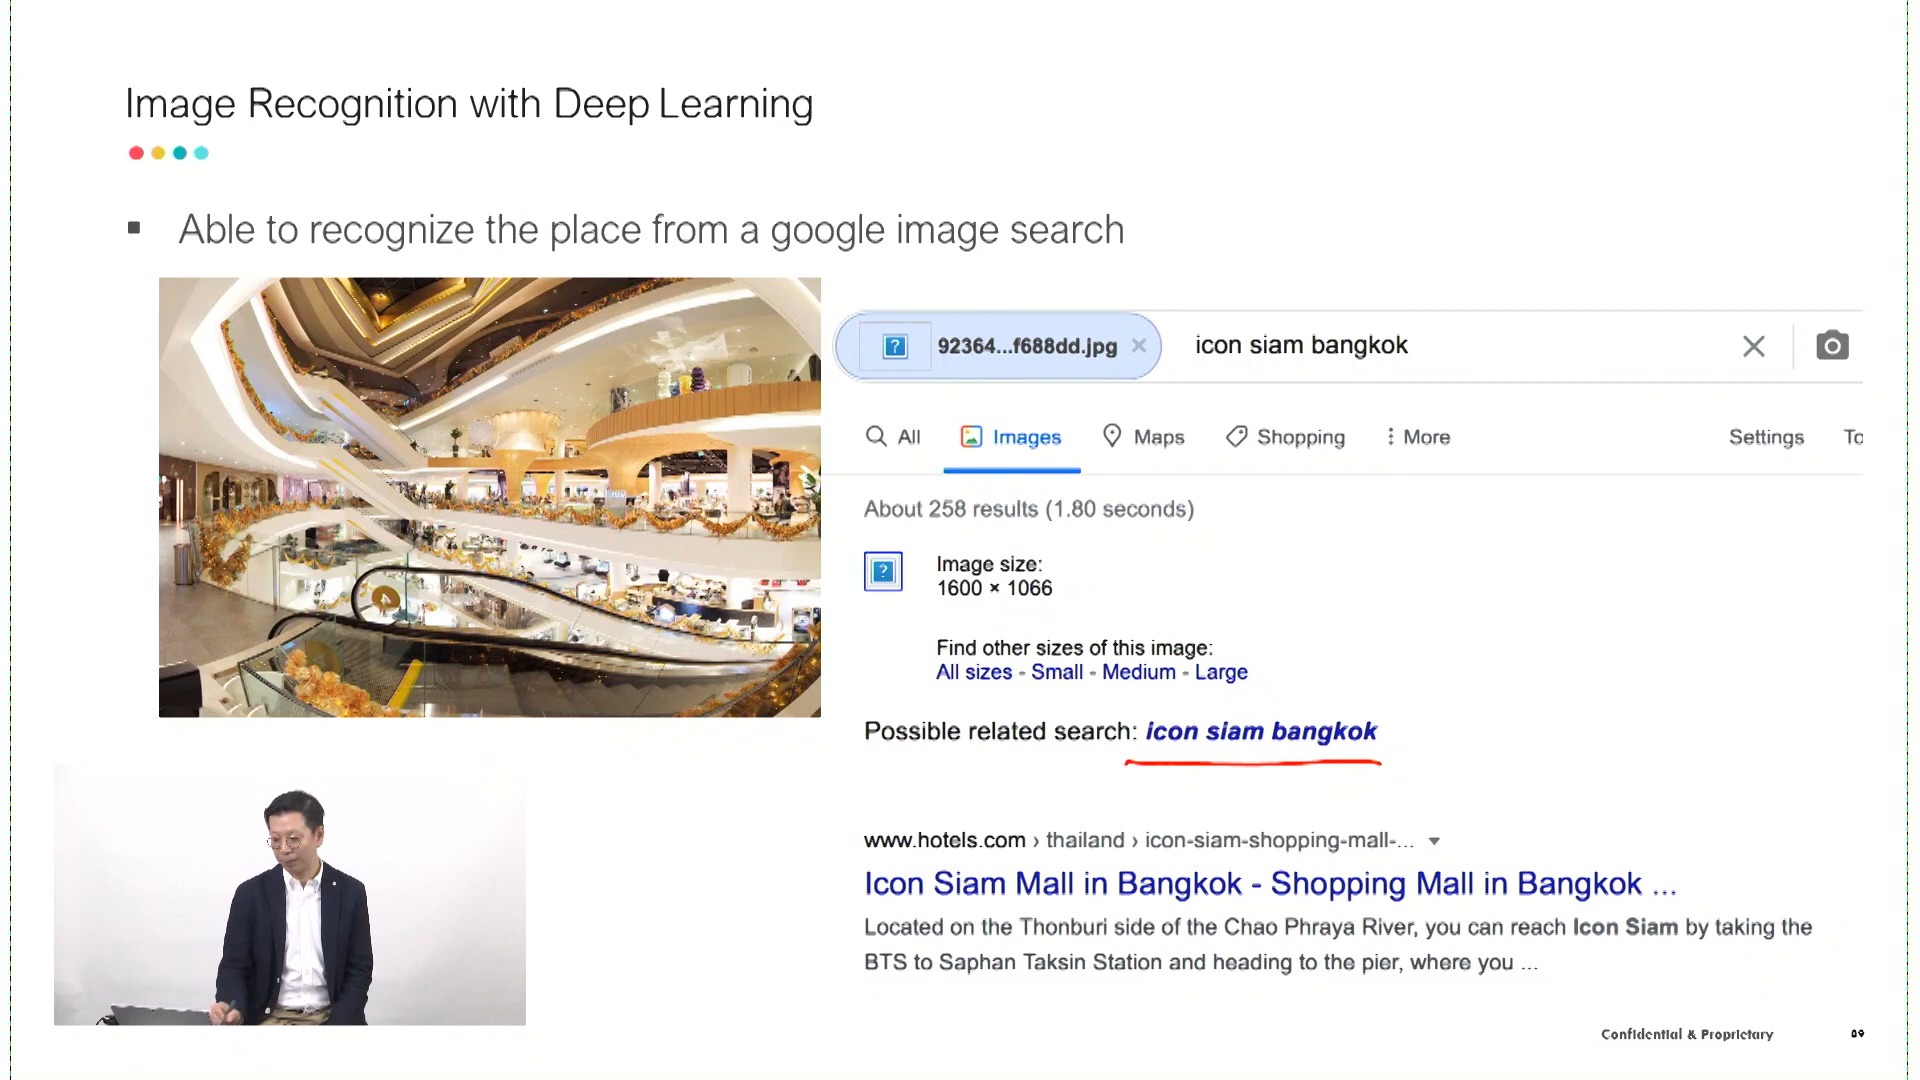 Image Recognition with Deep Learning
▪ Able to recognize the place from a google image search
92364...f688dd.jpg × icon siam bangkok
All Images Maps Shopping More Settings To
About 258 results (1.80 seconds)
Image size:
1600 × 1066
Find other sizes of this image:
All sizes - Small - Medium - Large
Possible related search: icon siam bangkok
www.hotels.com › thailand › icon-siam-shopping-mall-...
Icon Siam Mall in Bangkok - Shopping Mall in Bangkok ...
Located on the Thonburi side of the Chao Phraya River, you can reach Icon Siam by taking the
BTS to Saphan Taksin Station and heading to the pier, where you ...
Confidential & Proprietary